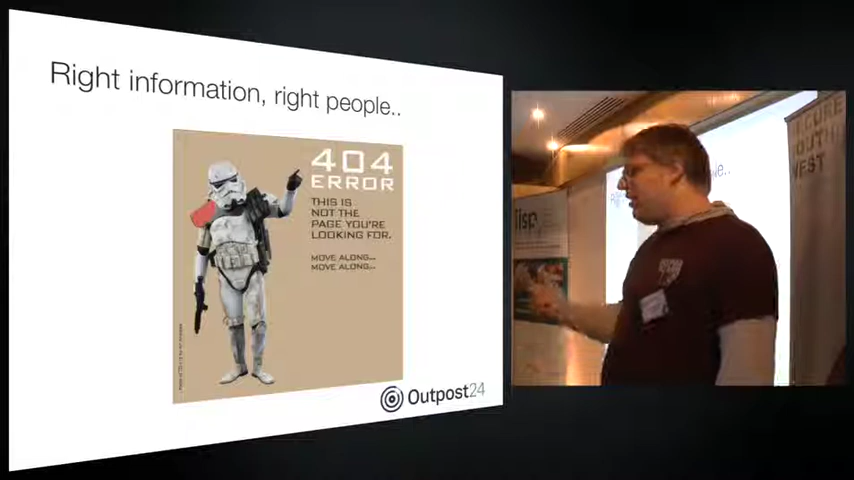 Right information, right people..
404
ERROR
THIS IS
NOT THE
PAGE YOU'RE
LOOKING FOR.
MOVE ALONG...
MOVE ALONG...
Outpost24
iisp